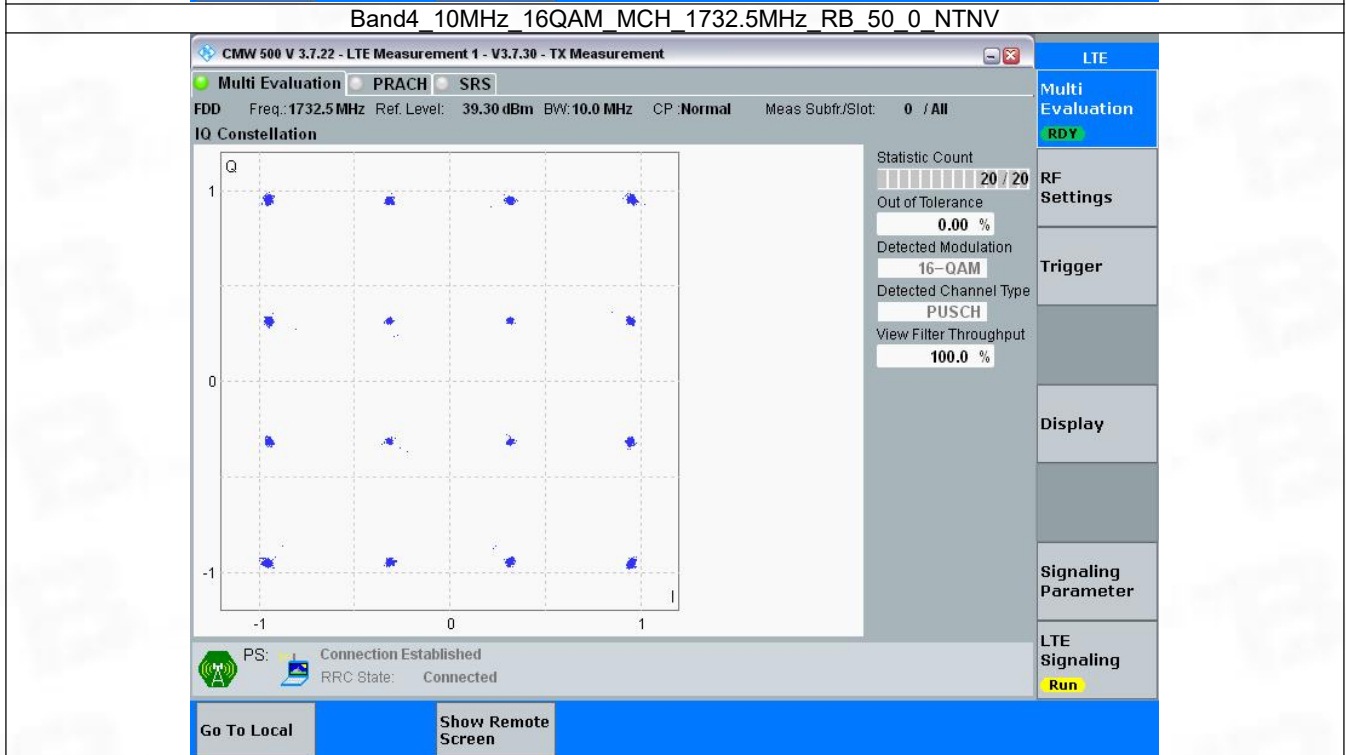 Band4_10MHz_16QAM_MCH_1732.5MHz_RB_50_0_NTNV
CMW 500 V 3.7.22 - LTE Measurement 1 - V3.7.30 - TX Measurement
LTE
Multi Evaluation PRACH SRS
Multi
Evaluation
RDY
FDD Freq.: 1732.5 MHz Ref. Level: 39.30 dBm BW: 10.0 MHz CP :Normal Meas Subfr./Slot: 0 / All
IQ Constellation
Q
1
0
-1
I
-1 0 1
Statistic Count
20 / 20
Out of Tolerance
0.00 %
Detected Modulation
16-QAM
Detected Channel Type
PUSCH
View Filter Throughput
100.0 %
RF
Settings
Trigger
Display
Signaling
Parameter
LTE
Signaling
Run
PS: Connection Established
RRC State: Connected
Go To Local
Show Remote
Screen